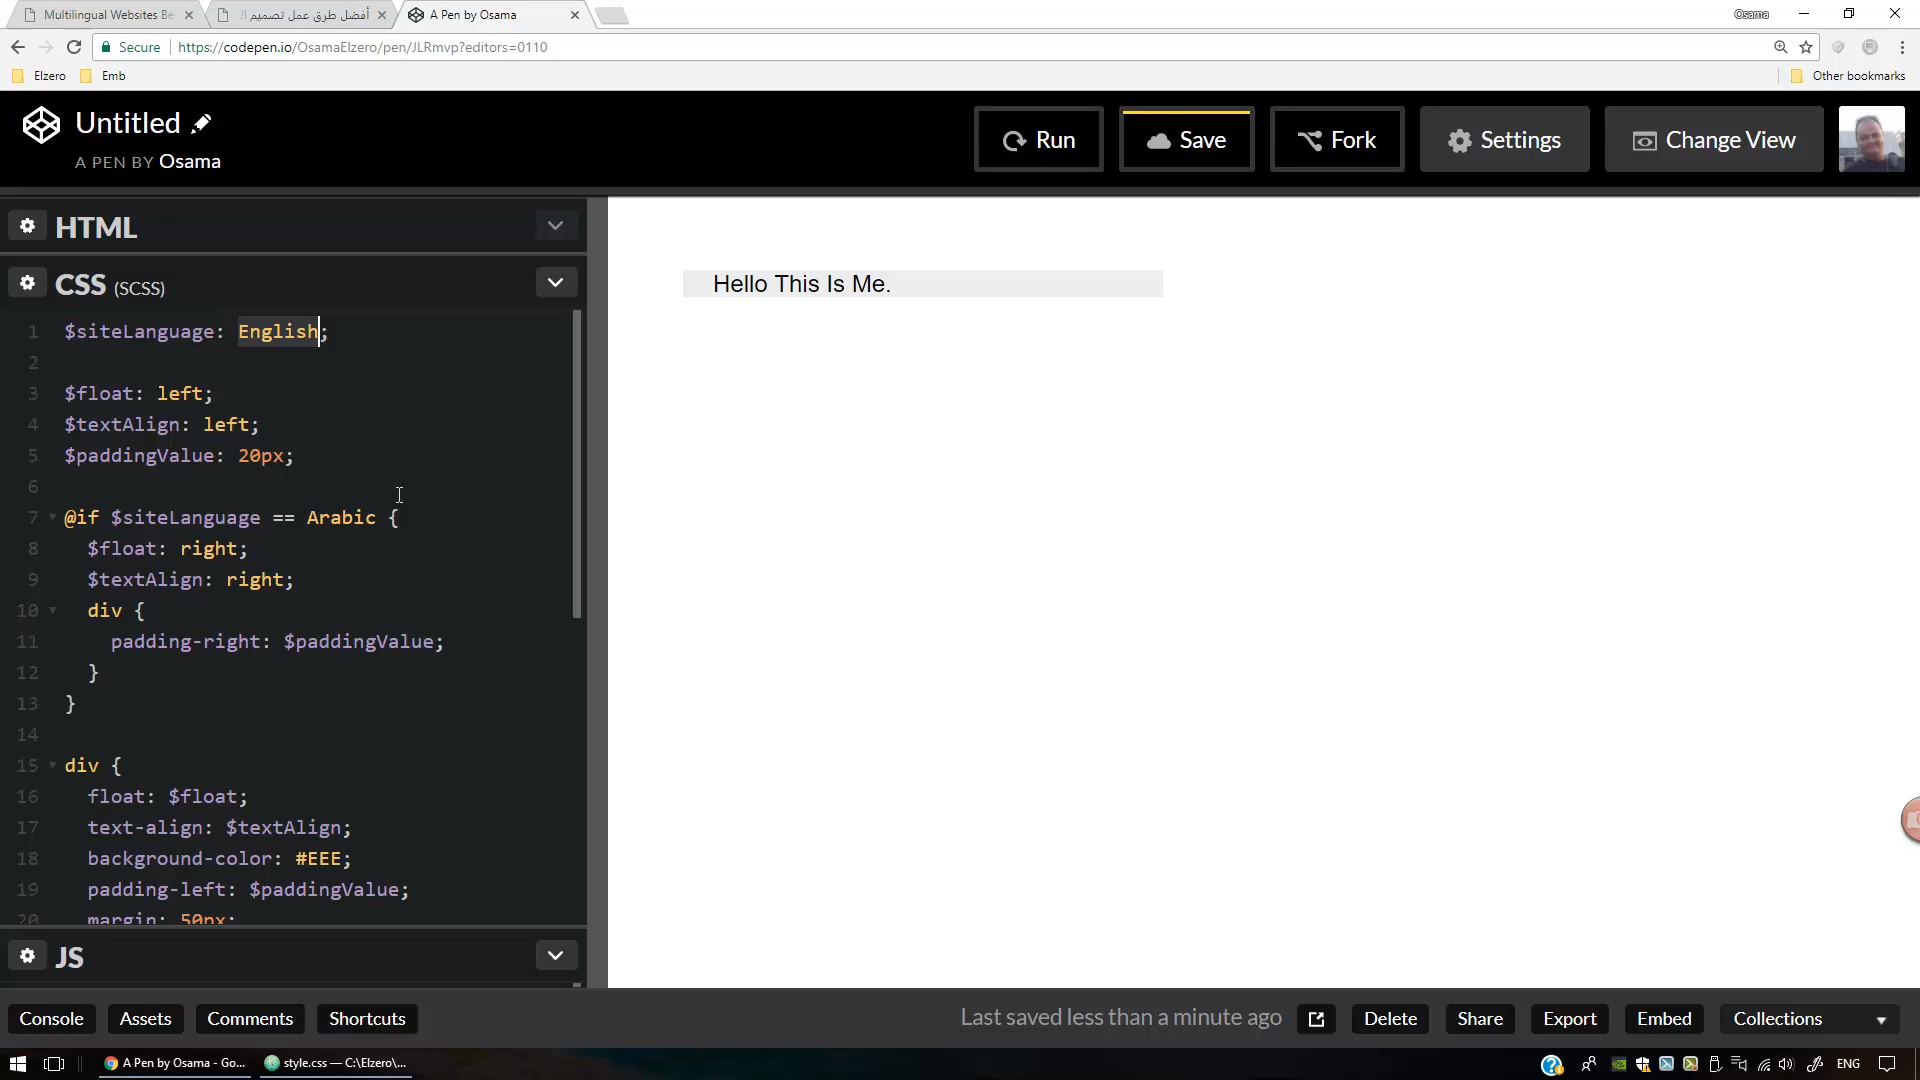 Multilingual Websites Be
أفضل طرق عمل تصميم ال
A Pen by Osama
Osama
Secure
https://codepen.io/OsamaElzero/pen/JLRmvp?editors=0110
Elzero
Emb
Other bookmarks
Untitled
A PEN BY Osama
Run
Save
Fork
Settings
Change View
HTML
CSS (SCSS)
1 $siteLanguage: English;
2
3 $float: left;
4 $textAlign: left;
5 $paddingValue: 20px;
6
7 @if $siteLanguage == Arabic {
8 $float: right;
9 $textAlign: right;
10 div {
11 padding-right: $paddingValue;
12 }
13 }
14
15 div {
16 float: $float;
17 text-align: $textAlign;
18 background-color: #EEE;
19 padding-left: $paddingValue;
20 margin: 50px;
JS
Hello This Is Me.
Console
Assets
Comments
Shortcuts
Last saved less than a minute ago
Delete
Share
Export
Embed
Collections
A Pen by Osama - Go...
style.css — C:\Elzero\...
ENG